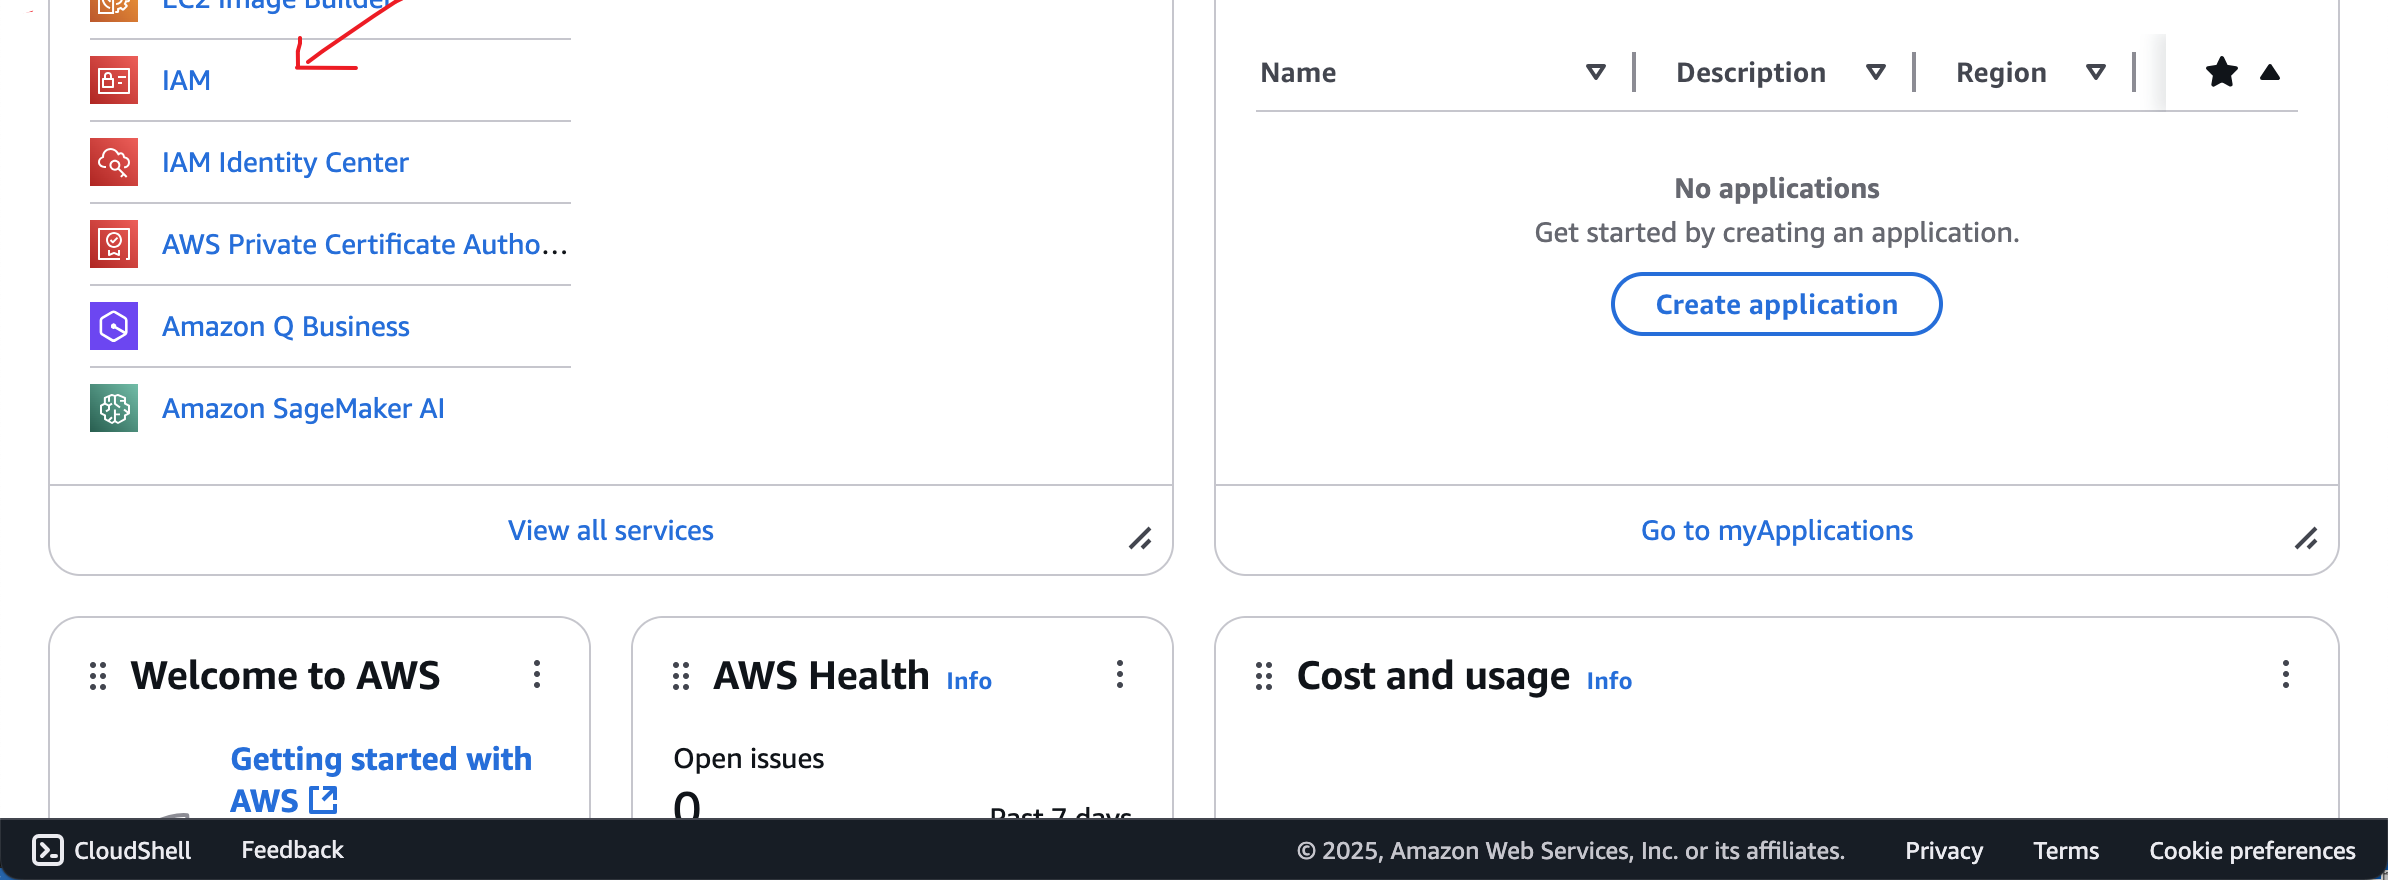 EC2 Image Builder
IAM
IAM Identity Center
AWS Private Certificate Autho...
Amazon Q Business
Amazon SageMaker AI
View all services
Name
Description
Region
No applications
Get started by creating an application.
Create application
Go to myApplications
Welcome to AWS
Getting started with
AWS
AWS Health Info
Open issues
0
Past 7 days
Cost and usage Info
CloudShell
Feedback
© 2025, Amazon Web Services, Inc. or its affiliates.
Privacy
Terms
Cookie preferences